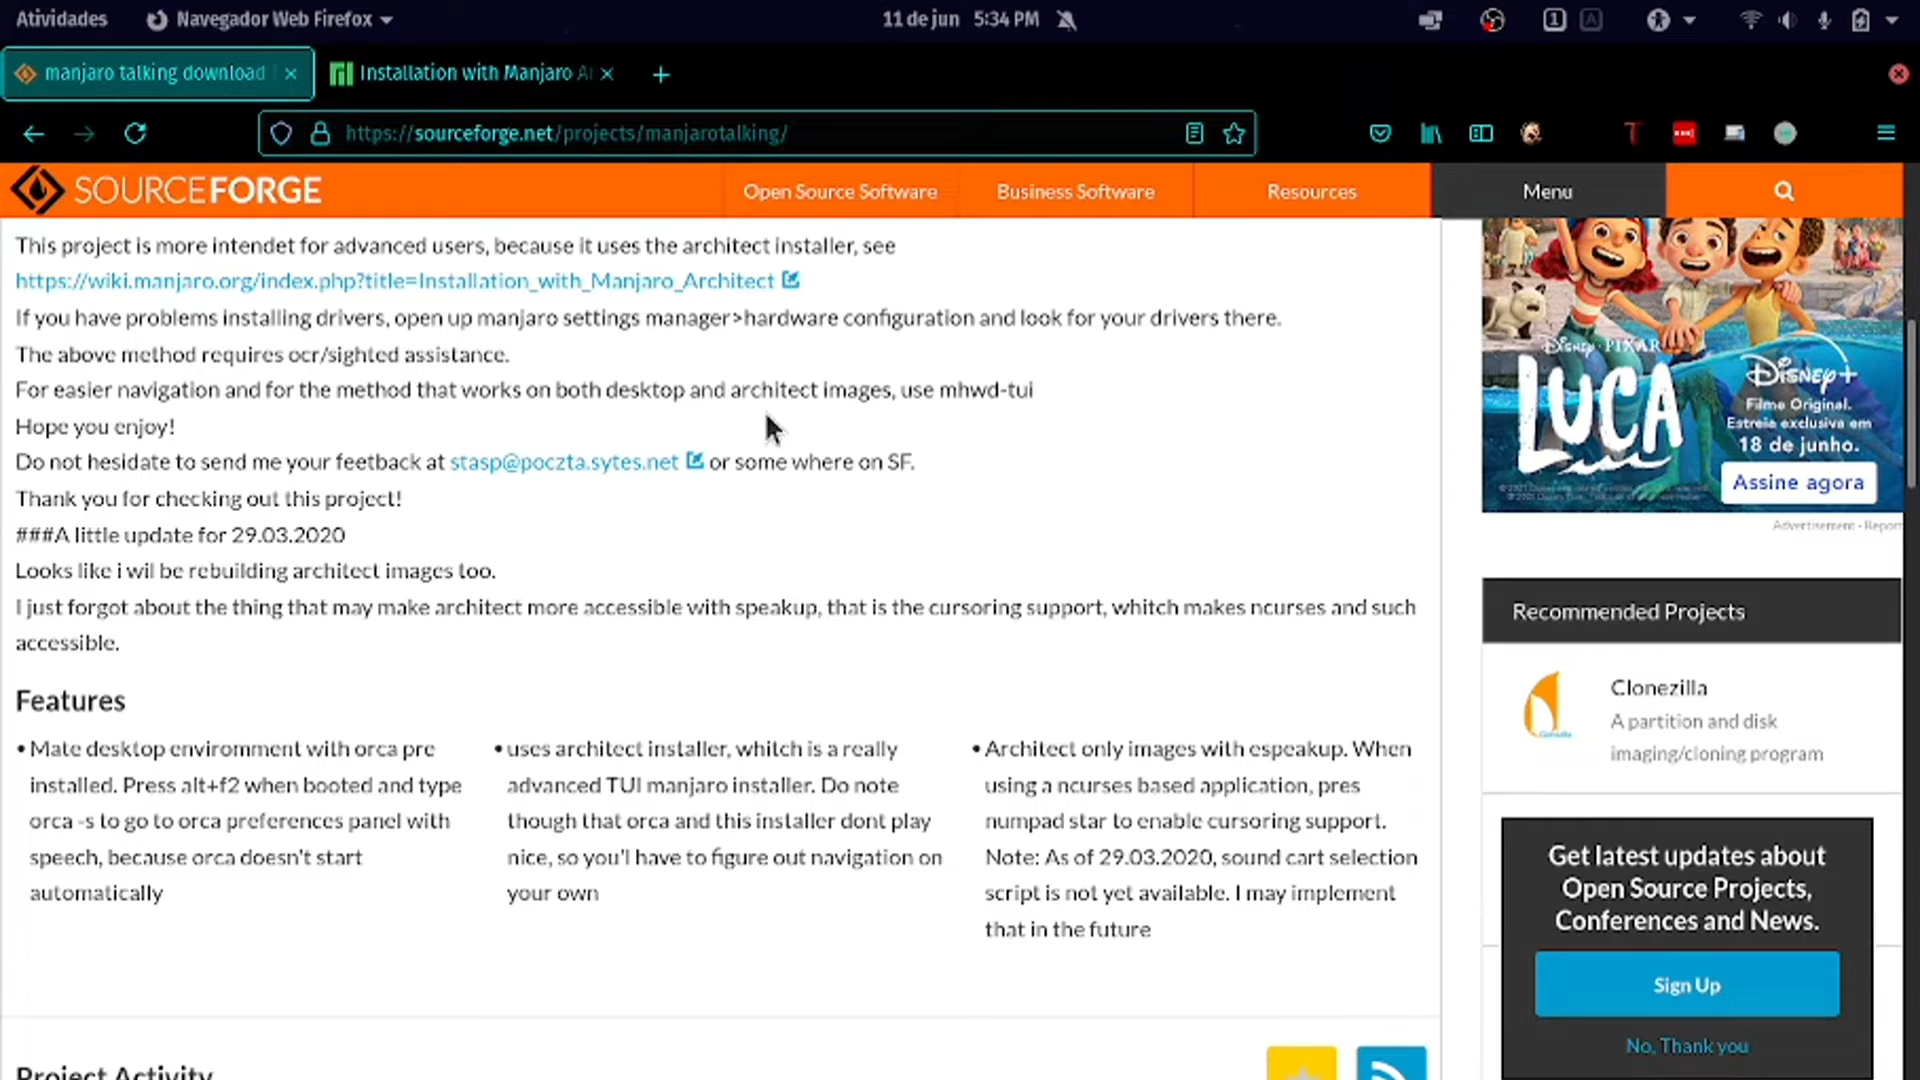 Atividades
Navegador Web Firefox
11 de jun 5:34 PM
1
A
manjaro talking download
Installation with Manjaro
https://sourceforge.net/projects/manjarotalking/
SOURCEFORGE
Open Source Software
Business Software
Resources
Menu
This project is more intendet for advanced users, because it uses the architect installer, see
https://wiki.manjaro.org/index.php?title=Installation_with_Manjaro_Architect
If you have problems installing drivers, open up manjaro settings manager>hardware configuration and look for your drivers there.
The above method requires ocr/sighted assistance.
For easier navigation and for the method that works on both desktop and architect images, use mhwd-tui
Hope you enjoy!
Do not hesidate to send me your feetback at stasp@poczta.sytes.net or some where on SF.
Thank you for checking out this project!
###A little update for 29.03.2020
Looks like i wil be rebuilding architect images too.
I just forgot about the thing that may make architect more accessible with speakup, that is the cursoring support, whitch makes ncurses and such
accessible.
Features
• Mate desktop enviromment with orca pre
installed. Press alt+f2 when booted and type
orca -s to go to orca preferences panel with
speech, because orca doesn't start
automatically
• uses architect installer, whitch is a really
advanced TUI manjaro installer. Do note
though that orca and this installer dont play
nice, so you'l have to figure out navigation on
your own
• Architect only images with espeakup. When
using a ncurses based application, pres
numpad star to enable cursoring support.
Note: As of 29.03.2020, sound cart selection
script is not yet available. I may implement
that in the future
Project Activity
DISNEY · PIXAR
LUCA
Disney+
Filme Original.
Estreia exclusiva em
18 de junho.
Assine agora
Advertisement - Report
Recommended Projects
Clonezilla
A partition and disk
imaging/cloning program
Get latest updates about
Open Source Projects,
Conferences and News.
Sign Up
No, Thank you